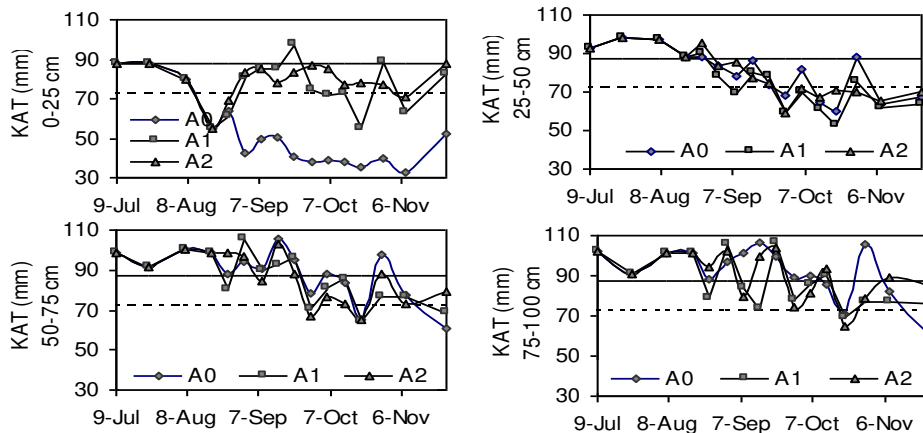 KAT (mm)
0-25 cm
110
90
70
50
30
A0
A1
A2
9-Jul 8-Aug 7-Sep 7-Oct 6-Nov
KAT (mm)
25-50 cm
110
90
70
50
30
A0 A1 A2
9-Jul 8-Aug 7-Sep 7-Oct 6-Nov
KAT (mm)
50-75 cm
110
90
70
50
30
A0 A1 A2
9-Jul 8-Aug 7-Sep 7-Oct 6-Nov
KAT (mm)
75-100 cm
110
90
70
50
30
A0 A1 A2
9-Jul 8-Aug 7-Sep 7-Oct 6-Nov